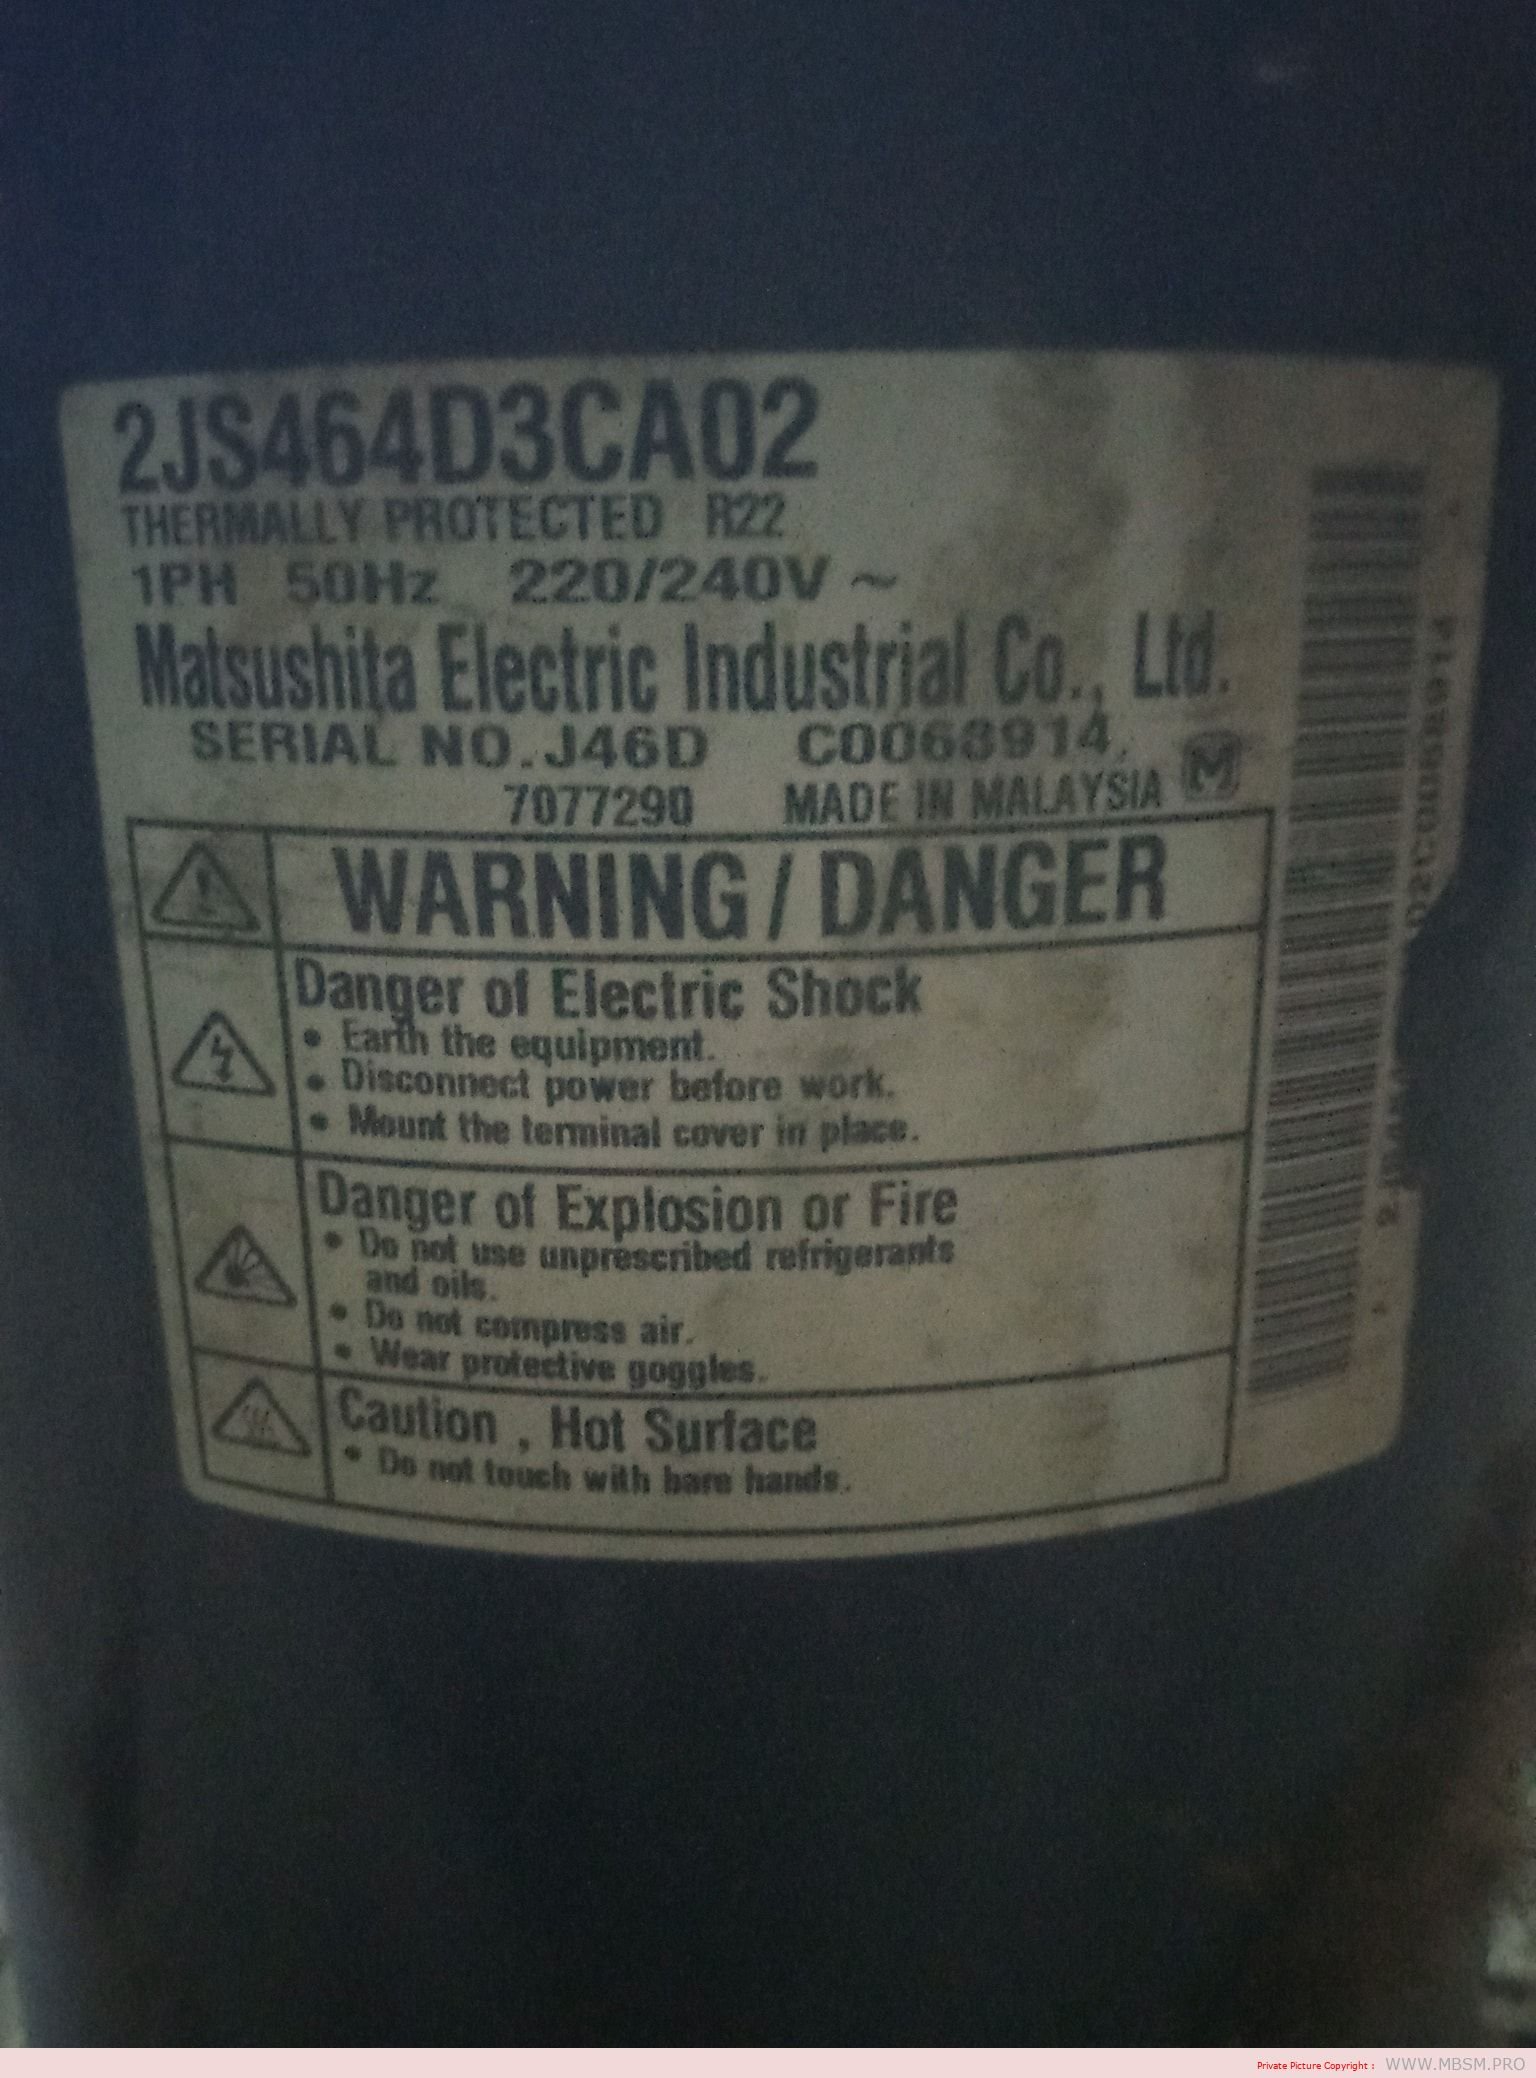 2JS464D3CA02
THERMALLY PROTECTED R22
1PH 50Hz 220/240V ~
Matsushita Electric Industrial Co., Ltd.
SERIAL NO. J46D C0068914
7077290 MADE IN MALAYSIA M
WARNING / DANGER
Danger of Electric Shock
• Earth the equipment.
• Disconnect power before work.
• Mount the terminal cover in place.
Danger of Explosion or Fire
• Do not use unprescribed refrigerants
and oils.
• Do not compress air.
• Wear protective goggles.
Caution , Hot Surface
• Do not touch with bare hands.
Private Picture Copyright : WWW.MBSM.PRO